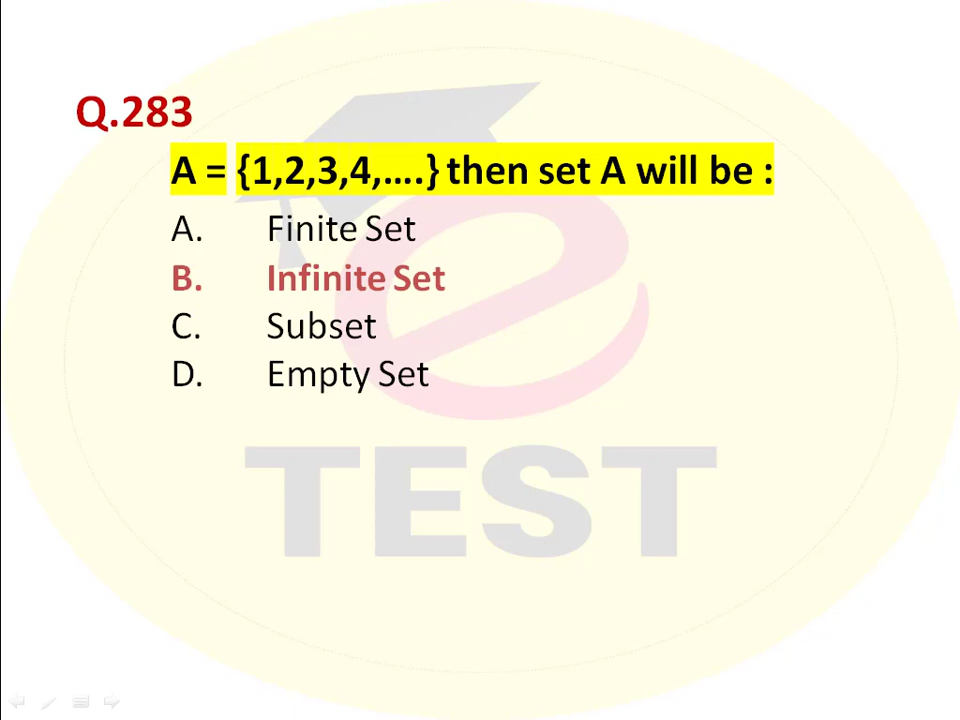 Q.283
A = {1,2,3,4,....} then set A will be :
A. Finite Set
B. Infinite Set
C. Subset
D. Empty Set
e
TEST